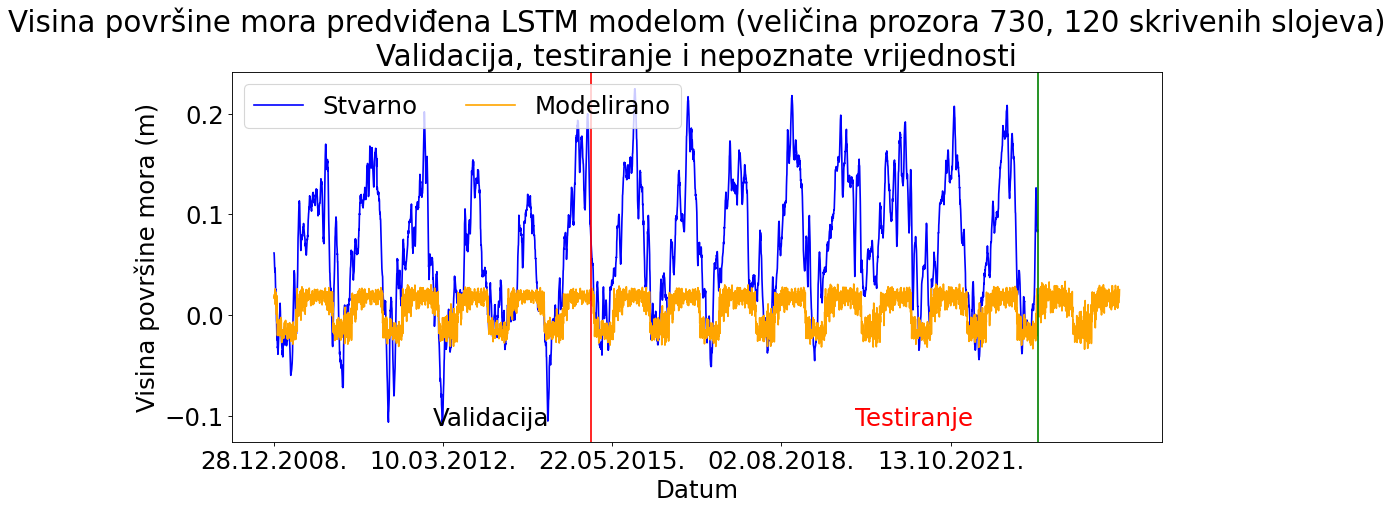 Visina površine mora predviđena LSTM modelom (veličina prozora 730, 120 skrivenih slojeva)
Validacija, testiranje i nepoznate vrijednosti
Stvarno Modelirano
Visina površine mora (m)
0.2
0.1
0.0
−0.1
Validacija Testiranje
28.12.2008. 10.03.2012. 22.05.2015. 02.08.2018. 13.10.2021.
Datum